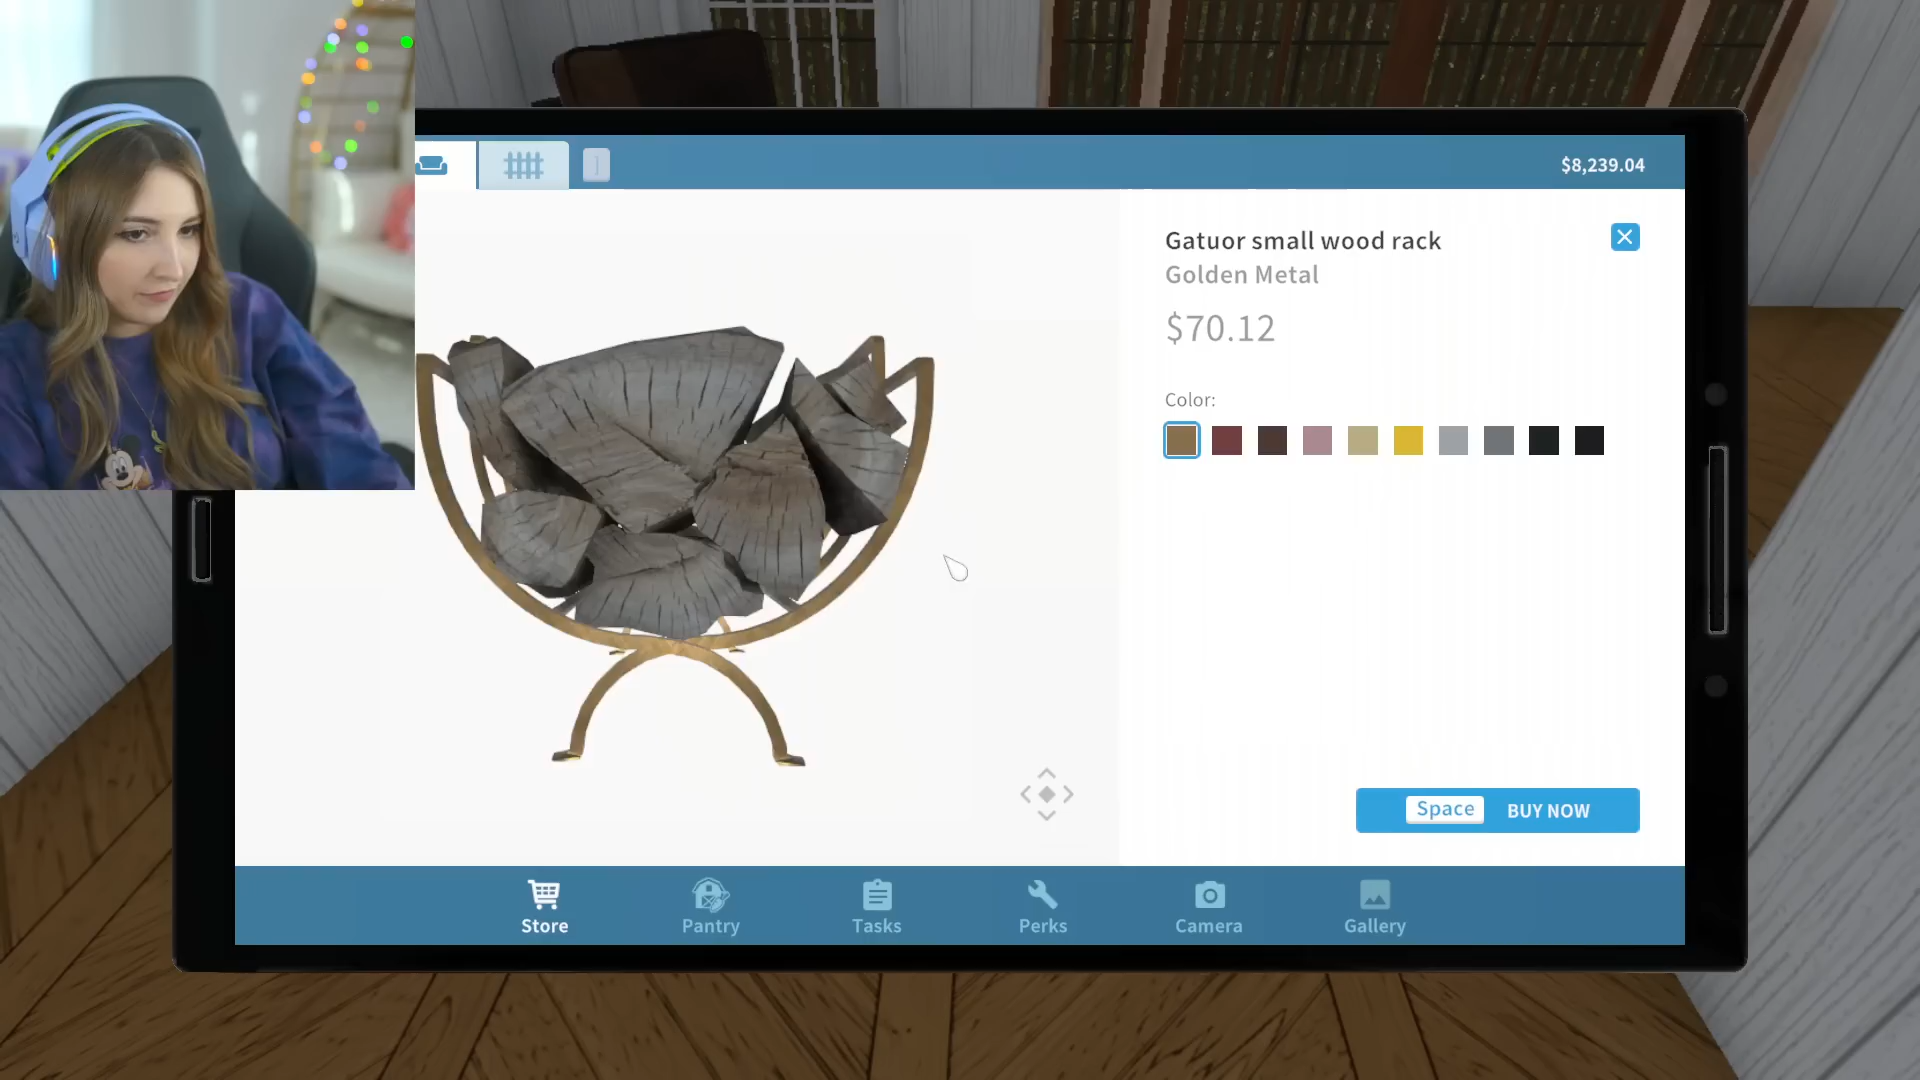 ]
$8,239.04
Gatuor small wood rack
Golden Metal
$70.12
Color:
Space BUY NOW
Store
Pantry
Tasks
Perks
Camera
Gallery